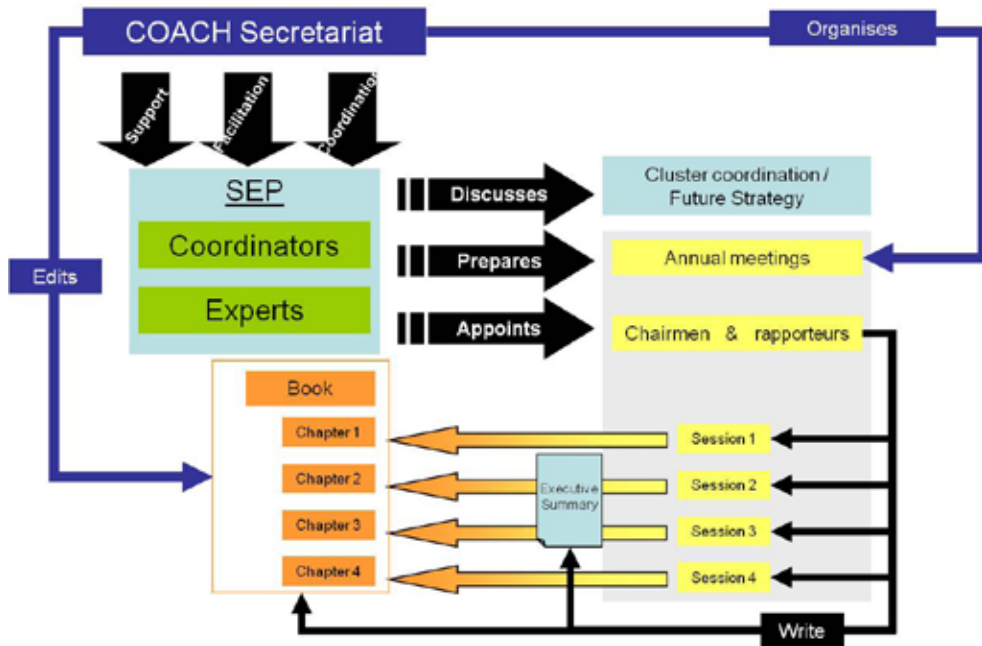 COACH Secretariat
Organises
Support
Facilitation
Coordination
SEP
Coordinators
Experts
Edits
Discusses
Prepares
Appoints
Cluster coordination /
Future Strategy
Annual meetings
Chairmen & rapporteurs
Book
Chapter 1
Chapter 2
Chapter 3
Chapter 4
Executive
Summary
Session 1
Session 2
Session 3
Session 4
Write